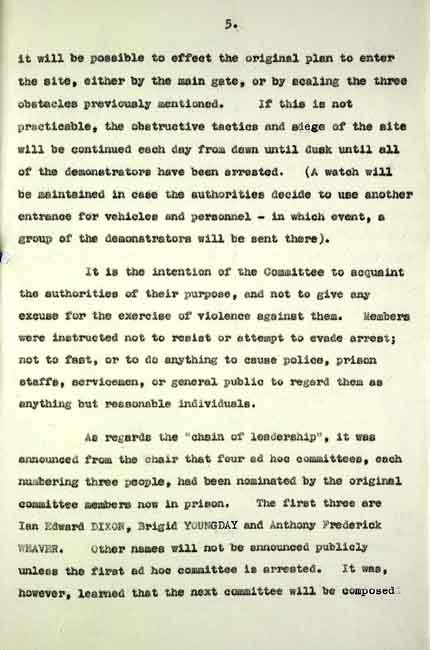 5.
it will be possible to effect the original plan to enter
the site, either by the main gate, or by scaling the three
obstacles previously mentioned. If this is not
practicable, the obstructive tactics and siege of the site
will be continued each day from dawn until dusk until all
of the demonstrators have been arrested. (A watch will
be maintained in case the authorities decide to use another
entrance for vehicles and personnel - in which event, a
group of the demonstrators will be sent there).
It is the intention of the Committee to acquaint
the authorities of their purpose, and not to give any
excuse for the exercise of violence against them. Members
were instructed not to resist or attempt to evade arrest;
not to fast, or to do anything to cause police, prison
staffs, servicemen, or general public to regard them as
anything but reasonable individuals.
As regards the "chain of leadership", it was
announced from the chair that four ad hoc committees, each
numbering three people, had been nominated by the original
committee members now in prison. The first three are
Ian Edward DIXON, Brigid YOUNGDAY and Anthony Frederick
WEAVER. Other names will not be announced publicly
unless the first ad hoc committee is arrested. It was,
however, learned that the next committee will be composed